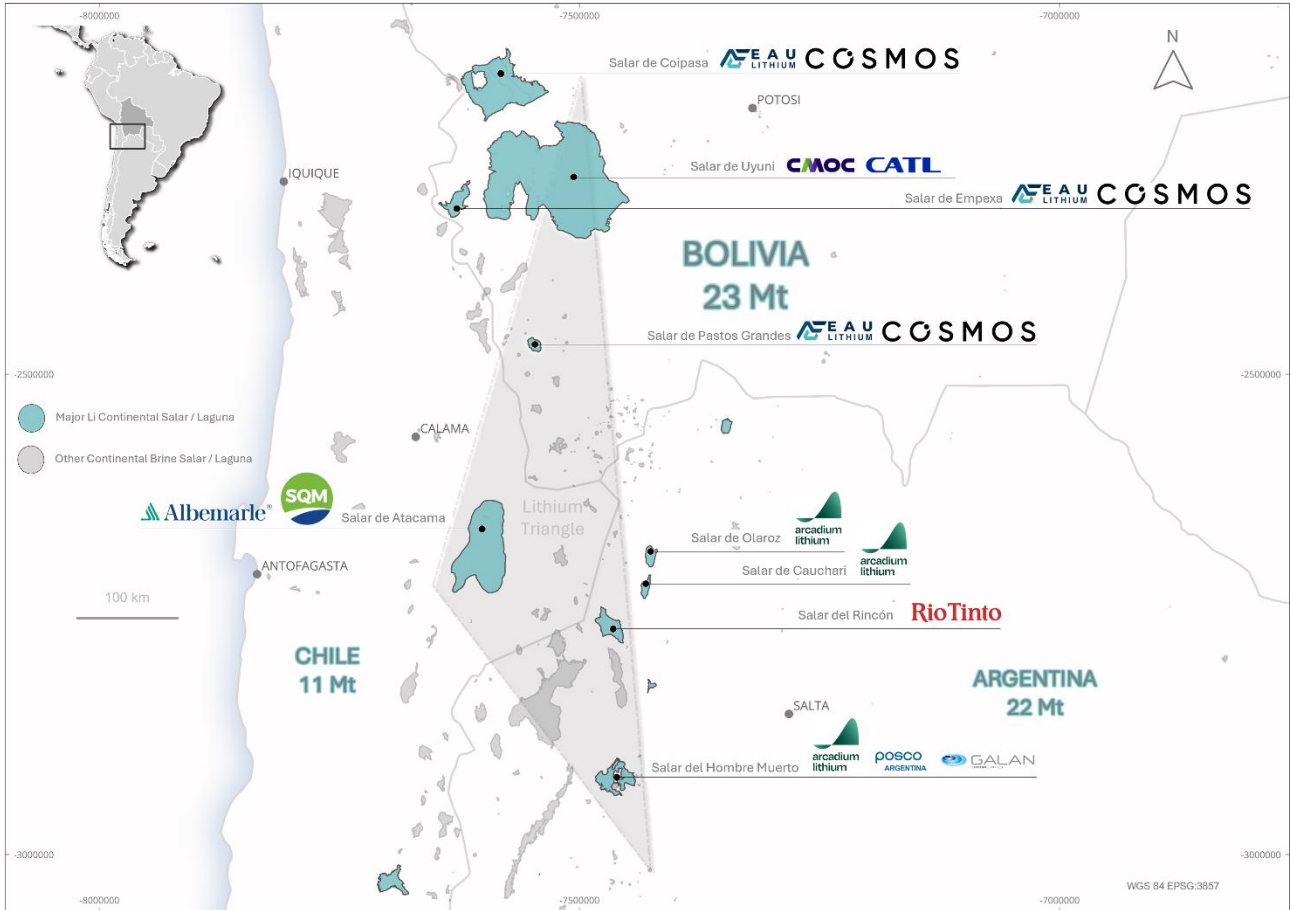 -8000000
-7500000
-7000000
N
Salar de Coipasa
EAU
LITHIUM
COSMOS
POTOSI
IQUIQUE
Salar de Uyuni
CMOC
CATL
Salar de Empexa
EAU
LITHIUM
COSMOS
BOLIVIA
23 Mt
Salar de Pastos Grandes
EAU
LITHIUM
COSMOS
-2500000
-2500000
Major Li Continental Salar / Laguna
CALAMA
Other Continental Brine Salar / Laguna
Albemarle®
SQM
Salar de Atacama
Lithium
Triangle
Salar de Olaroz
arcadium
lithium
Salar de Cauchari
arcadium
lithium
ANTOFAGASTA
100 km
Salar del Rincón
RioTinto
CHILE
11 Mt
ARGENTINA
22 Mt
SALTA
Salar del Hombre Muerto
arcadium
lithium
posco
ARGENTINA
GALAN
-3000000
-3000000
WGS 84 EPSG:3857
-8000000
-7500000
-7000000